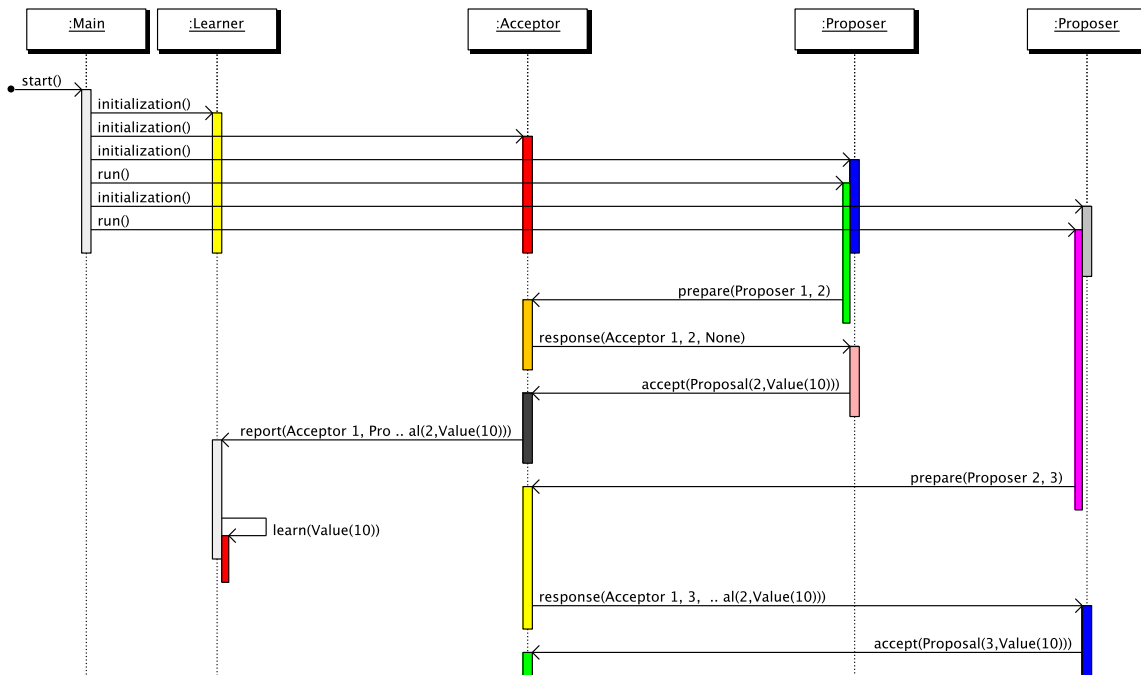 :Main
:Learner
:Acceptor
:Proposer
:Proposer
start()
initialization()
initialization()
initialization()
run()
initialization()
run()
prepare(Proposer 1, 2)
response(Acceptor 1, 2, None)
accept(Proposal(2,Value(10)))
report(Acceptor 1, Pro .. al(2,Value(10)))
prepare(Proposer 2, 3)
learn(Value(10))
response(Acceptor 1, 3,  .. al(2,Value(10)))
accept(Proposal(3,Value(10)))